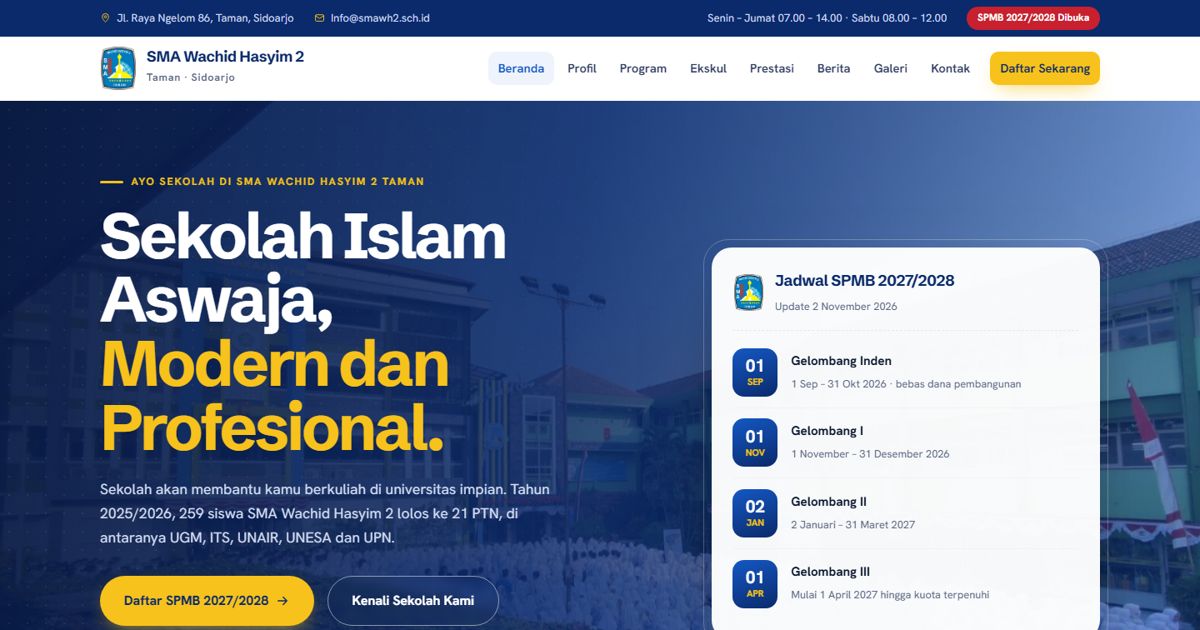 Jl. Raya Ngelom 86, Taman, Sidoarjo
Info@smawh2.sch.id
Senin – Jumat 07.00 – 14.00 · Sabtu 08.00 – 12.00
SPMB 2027/2028 Dibuka
SMA Wachid Hasyim 2
Taman · Sidoarjo
Beranda
Profil
Program
Ekskul
Prestasi
Berita
Galeri
Kontak
Daftar Sekarang
AYO SEKOLAH DI SMA WACHID HASYIM 2 TAMAN
Sekolah Islam
Aswaja,
Modern dan
Profesional.
Sekolah akan membantu kamu berkuliah di universitas impian. Tahun
2025/2026, 259 siswa SMA Wachid Hasyim 2 lolos ke 21 PTN, di
antaranya UGM, ITS, UNAIR, UNESA dan UPN.
Daftar SPMB 2027/2028 →
Kenali Sekolah Kami
Jadwal SPMB 2027/2028
Update 2 November 2026
01
SEP
Gelombang Inden
1 Sep – 31 Okt 2026 · bebas dana pembangunan
01
NOV
Gelombang I
1 November – 31 Desember 2026
02
JAN
Gelombang II
2 Januari – 31 Maret 2027
01
APR
Gelombang III
Mulai 1 April 2027 hingga kuota terpenuhi